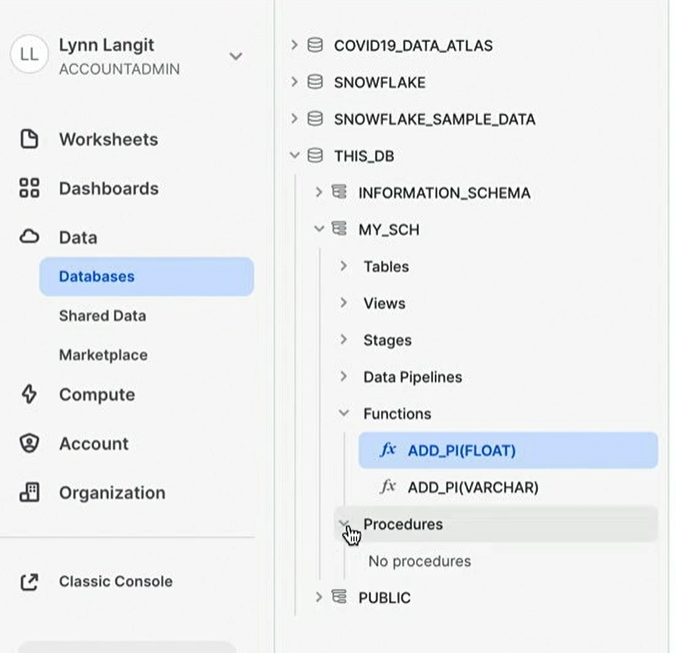 LL
Lynn Langit
ACCOUNTADMIN
Worksheets
Dashboards
Data
Databases
Shared Data
Marketplace
Compute
Account
Organization
Classic Console
COVID19_DATA_ATLAS
SNOWFLAKE
SNOWFLAKE_SAMPLE_DATA
THIS_DB
INFORMATION_SCHEMA
MY_SCH
Tables
Views
Stages
Data Pipelines
Functions
fx ADD_PI(FLOAT)
fx ADD_PI(VARCHAR)
Procedures
No procedures
PUBLIC